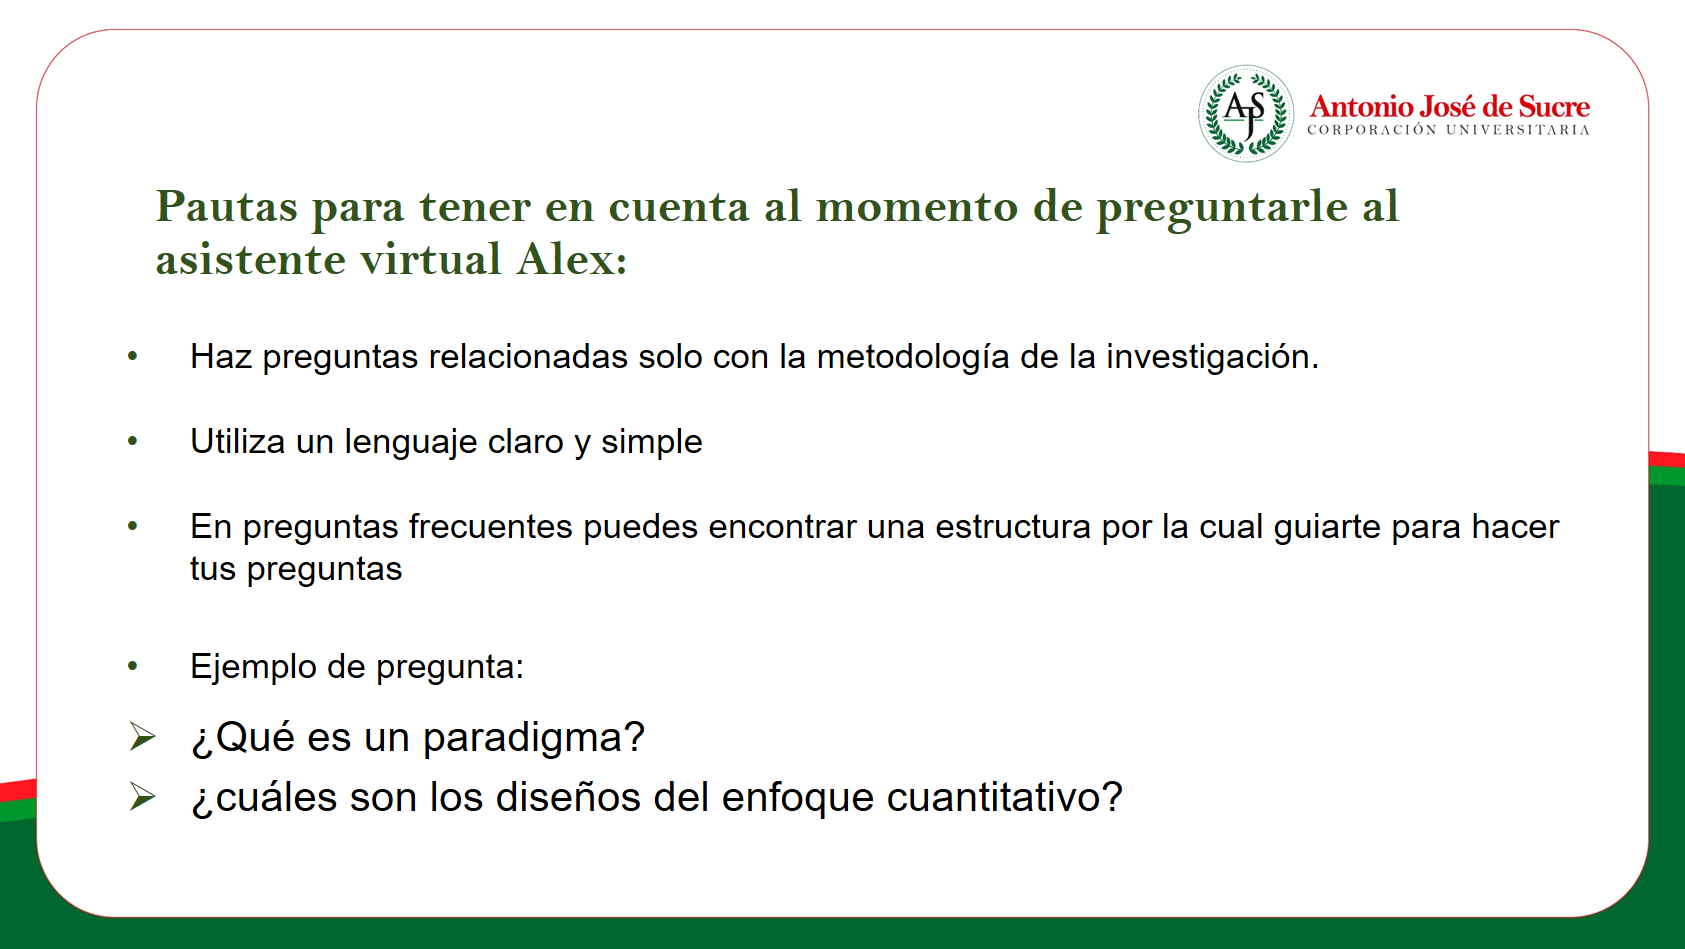 AJS
Antonio José de Sucre
CORPORACIÓN UNIVERSITARIA
Pautas para tener en cuenta al momento de preguntarle al
asistente virtual Alex:
• Haz preguntas relacionadas solo con la metodología de la investigación.
• Utiliza un lenguaje claro y simple
• En preguntas frecuentes puedes encontrar una estructura por la cual guiarte para hacer
tus preguntas
• Ejemplo de pregunta:
➢ ¿Qué es un paradigma?
➢ ¿cuáles son los diseños del enfoque cuantitativo?